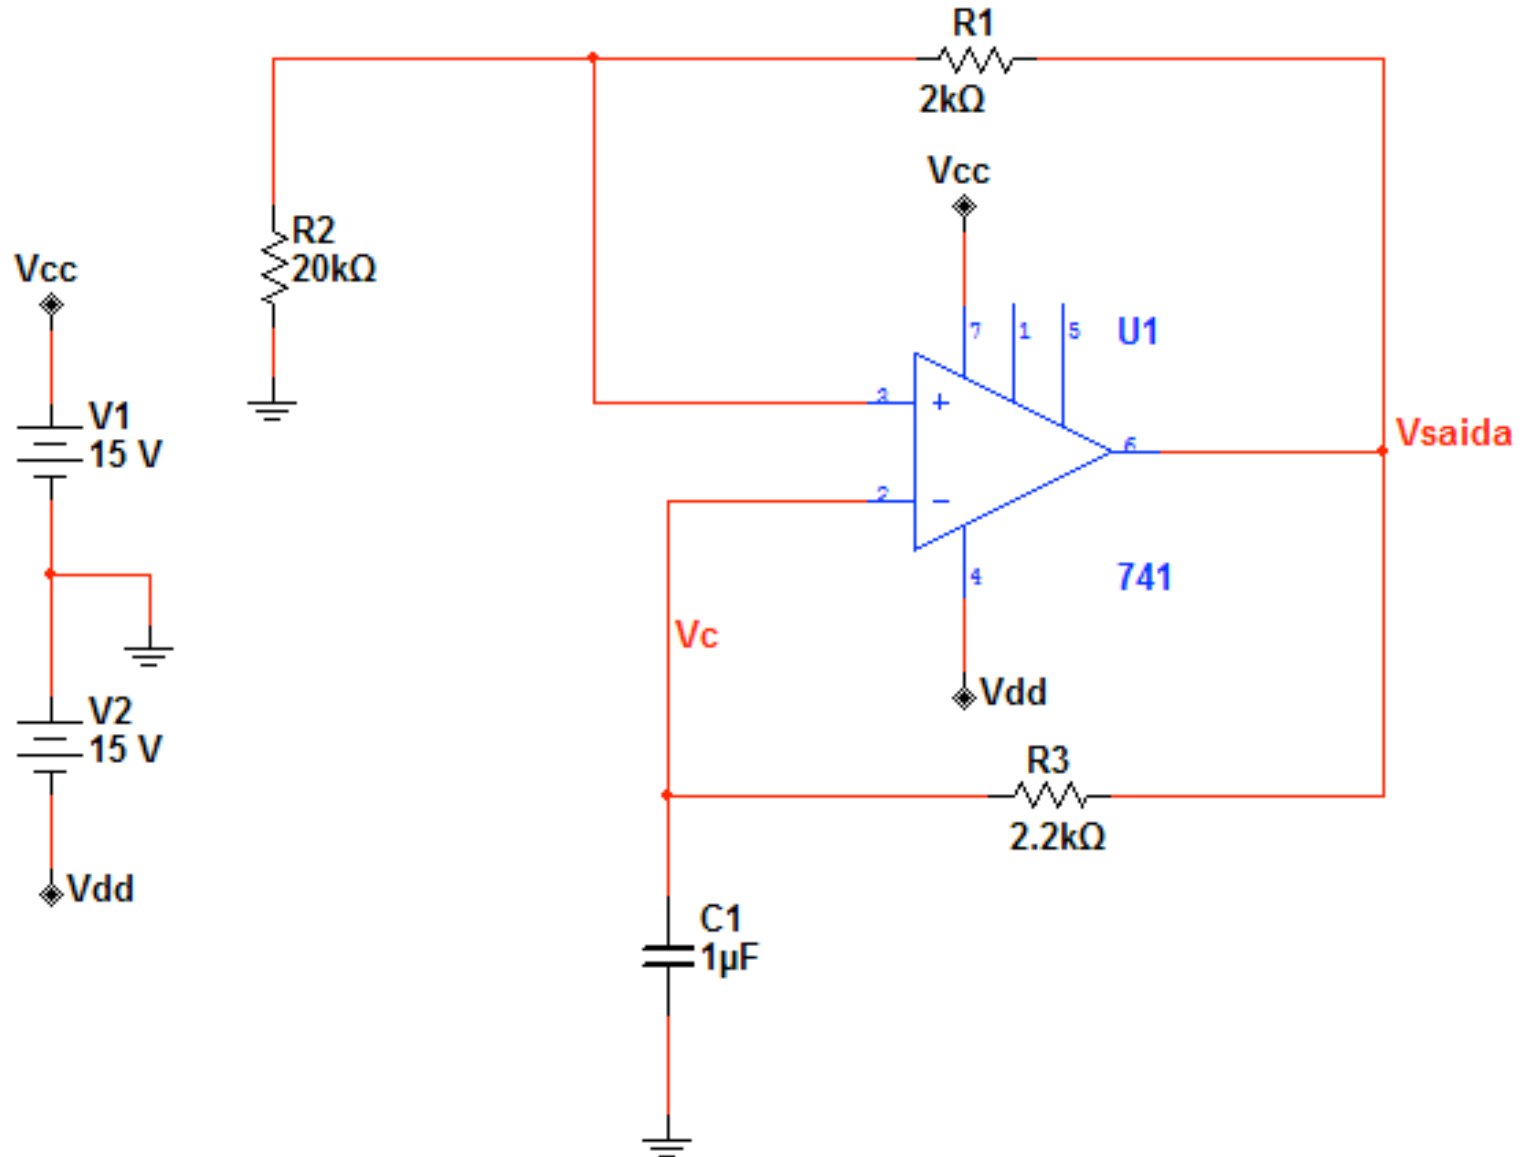 R1
2kΩ
Vcc
R2
20kΩ
Vcc
7
1
5
U1
V1
15 V
3
+
Vsaida
6
2
−
4
741
Vc
Vdd
V2
15 V
R3
2.2kΩ
Vdd
C1
1µF